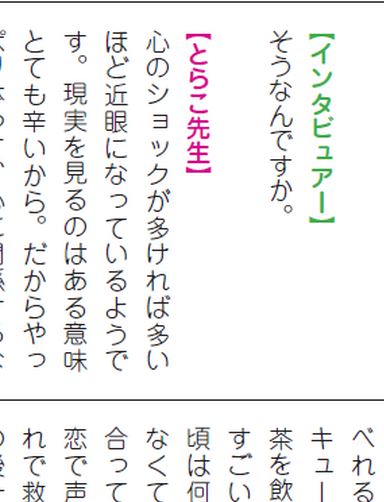 【インタビュアー】
そうなんですか。
【とらこ先生】
心のショックが多ければ多い
ほど近眼になっているようで
す。現実を見るのはある意味
とても辛いから。だからやっ
べれる
キュー
茶を飲
すごい
頃は何
なくて
合って
恋で声
れで救